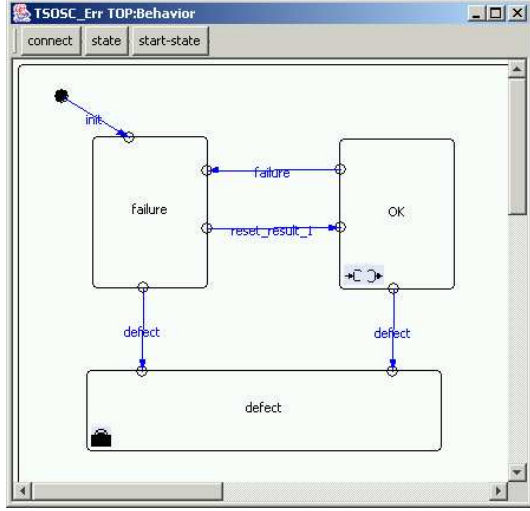 TSOSC_Err TOP:Behavior
connect state start-state
init
failure
failure
OK
reset_result_1
defect
defect
defect